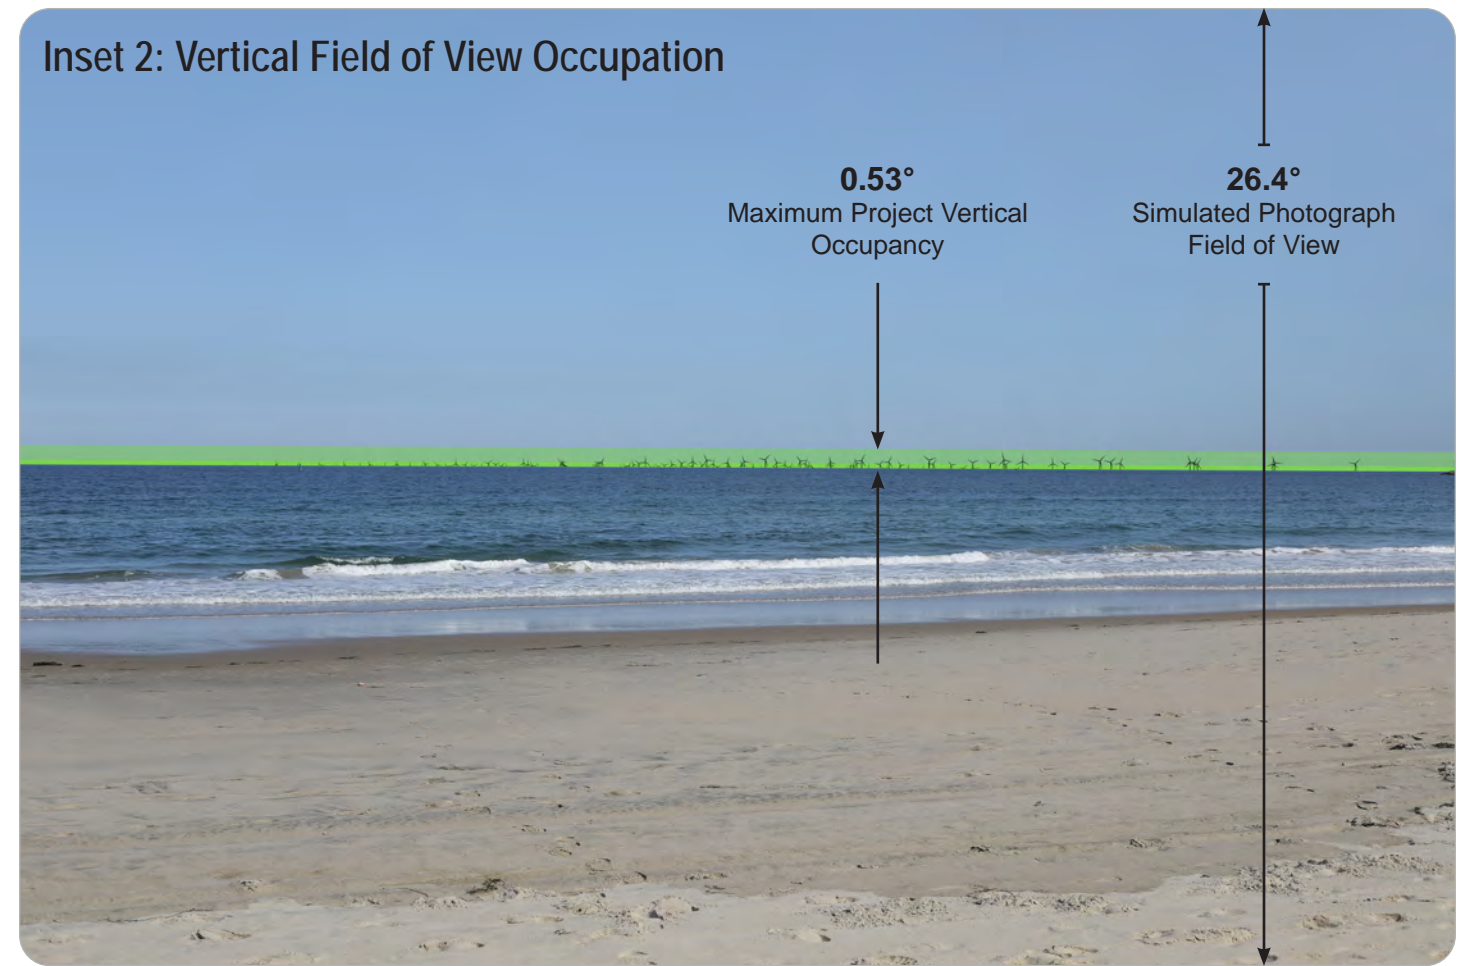 Inset 2: Vertical Field of View Occupation
0.53°
Maximum Project Vertical
Occupancy
26.4°
Simulated Photograph
Field of View